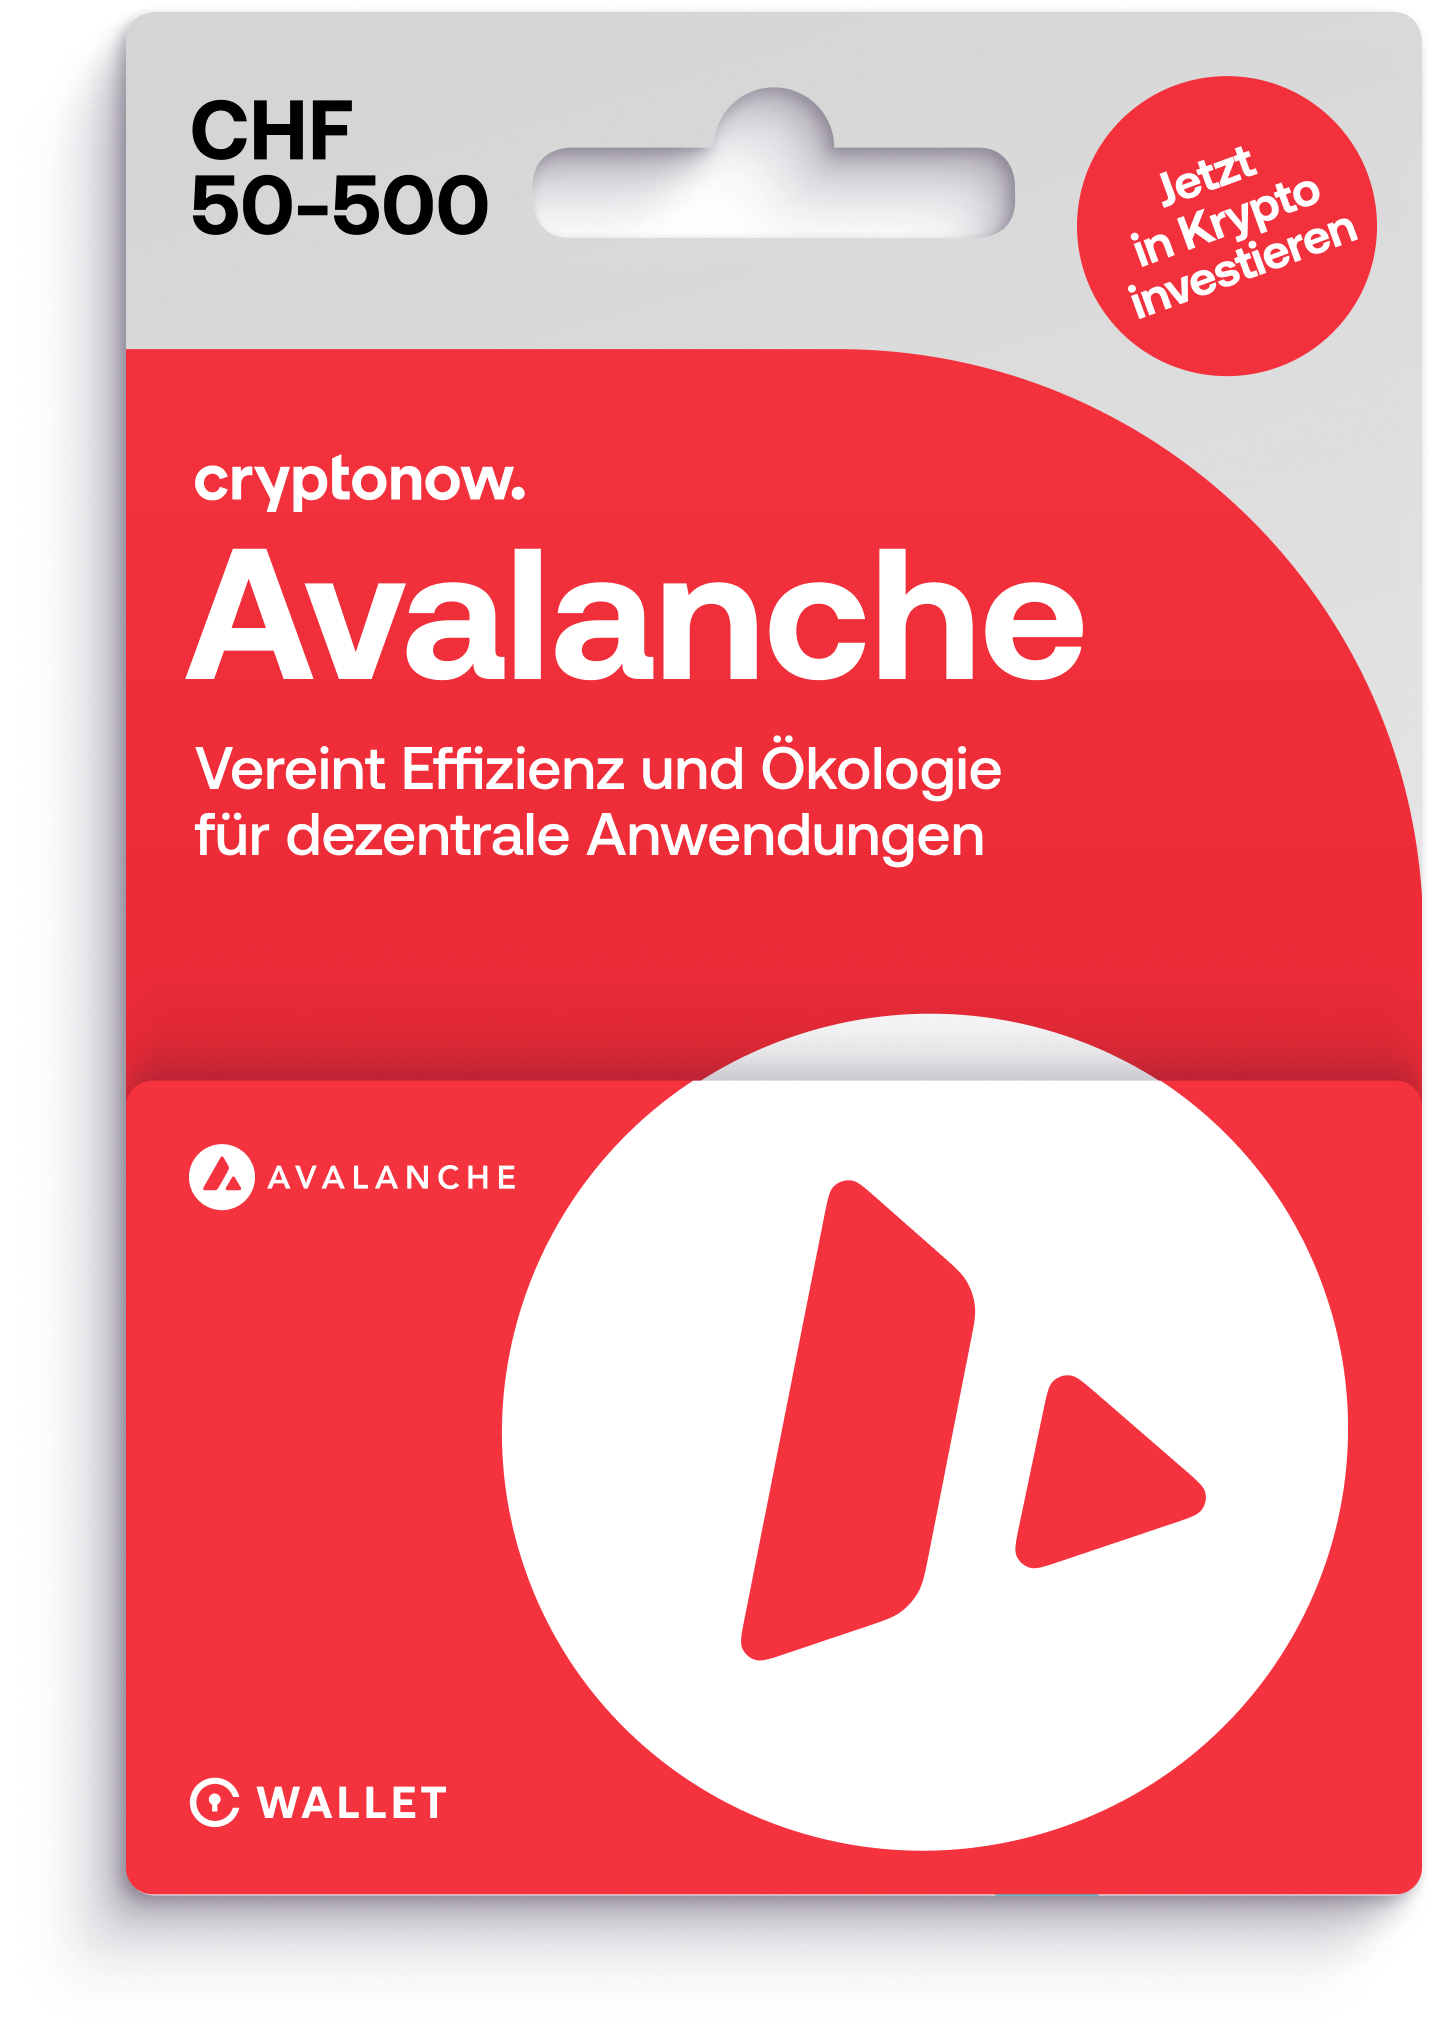 CHF
50-500
Jetzt
in Krypto
investieren
cryptonow.
Avalanche
Vereint Effizienz und Ökologie
für dezentrale Anwendungen
AVALANCHE
WALLET